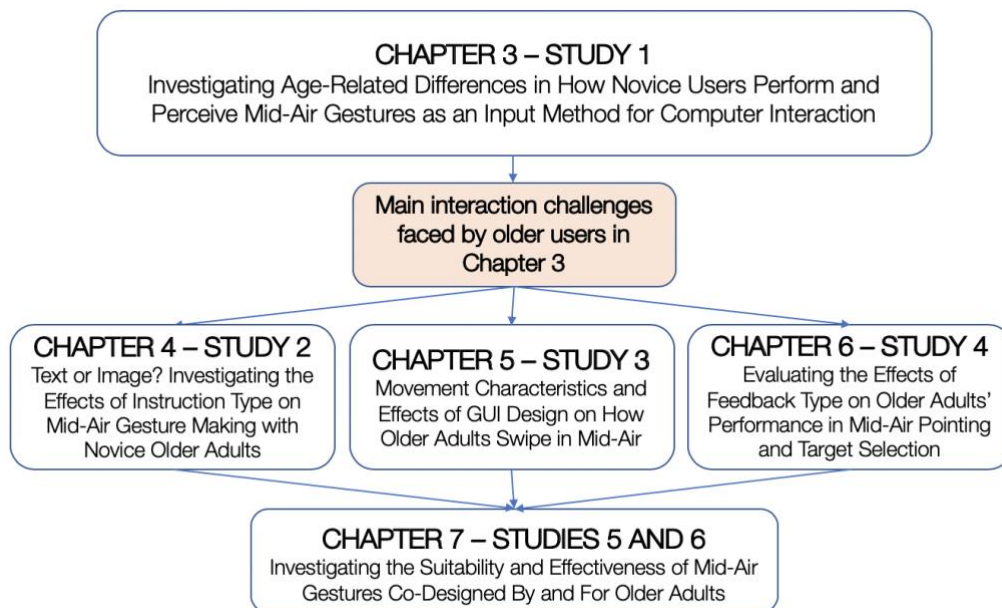 CHAPTER 3 – STUDY 1
Investigating Age-Related Differences in How Novice Users Perform and
Perceive Mid-Air Gestures as an Input Method for Computer Interaction
Main interaction challenges
faced by older users in
Chapter 3
CHAPTER 4 – STUDY 2
Text or Image? Investigating the
Effects of Instruction Type on
Mid-Air Gesture Making with
Novice Older Adults
CHAPTER 5 – STUDY 3
Movement Characteristics and
Effects of GUI Design on How
Older Adults Swipe in Mid-Air
CHAPTER 6 – STUDY 4
Evaluating the Effects of
Feedback Type on Older Adults’
Performance in Mid-Air Pointing
and Target Selection
CHAPTER 7 – STUDIES 5 AND 6
Investigating the Suitability and Effectiveness of Mid-Air
Gestures Co-Designed By and For Older Adults